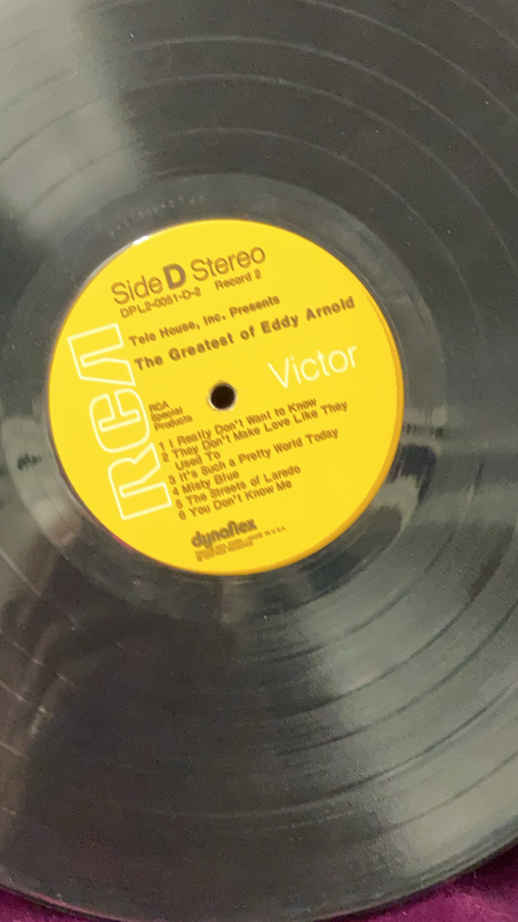 Side D Stereo
DPL2-0051-D-2 Record 2
Tele House, Inc. Presents
The Greatest of Eddy Arnold
RCA
Victor
RCA
Special
Products
1 I Really Don't Want to Know
2 They Don't Make Love Like They
Used To
3 It's Such a Pretty World Today
4 Misty Blue
5 The Streets of Laredo
6 You Don't Know Me
dynaflex